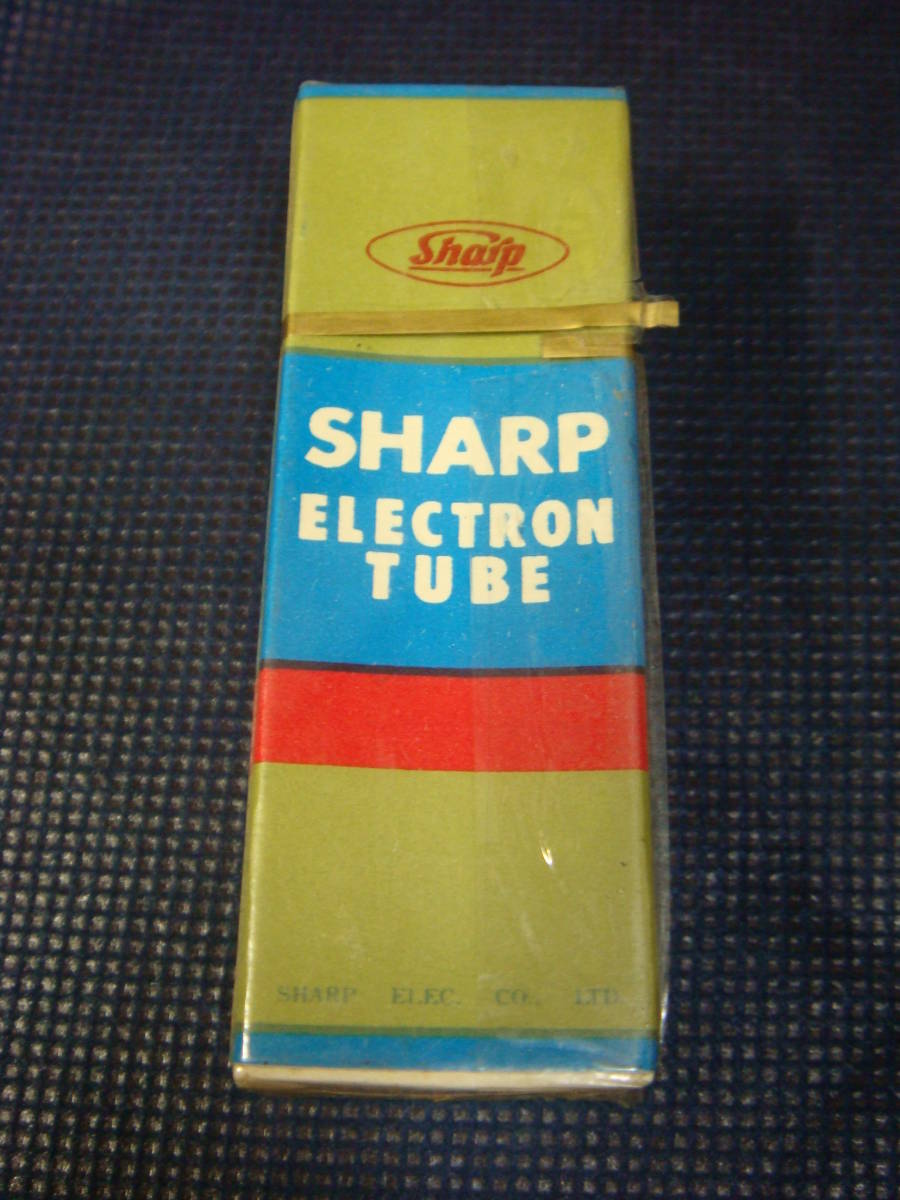 Sharp
SHARP
ELECTRON
TUBE
SHARP ELEC. CO., LTD.